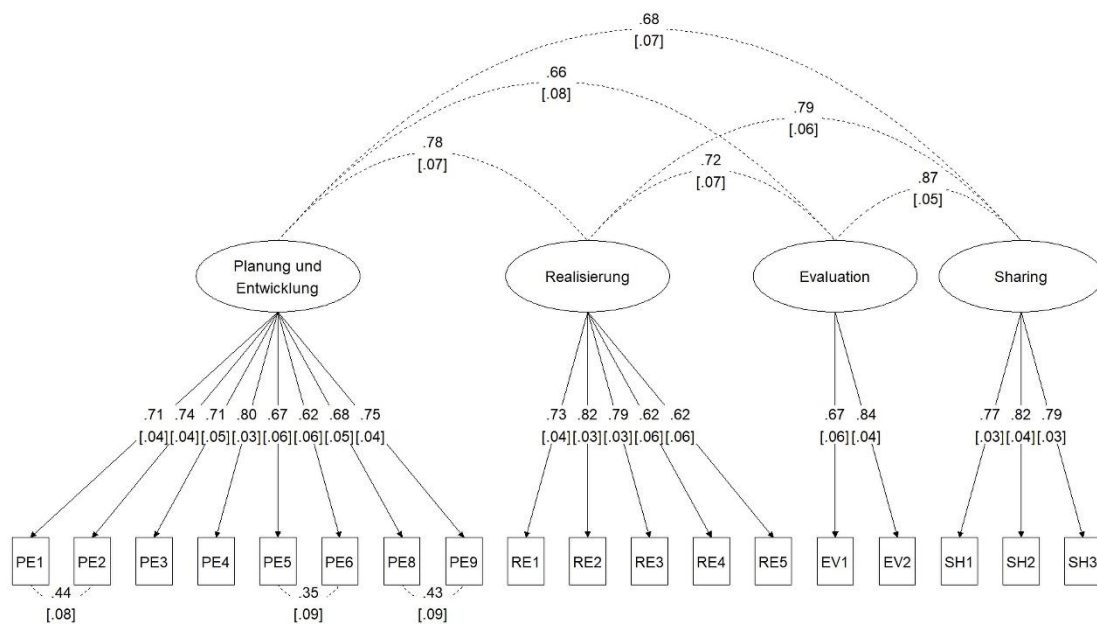 .68
[.07]
.66
[.08]
.79
[.06]
.78
[.07]
.72
[.07]
.87
[.05]
Planung und
Entwicklung
Realisierung
Evaluation
Sharing
.71 .74 .71 .80 .67 .62 .68 .75
[.04] [.04] [.05] [.03] [.06] [.06] [.05] [.04]
.73 .82 .79 .62 .62
[.04] [.03] [.03] [.06] [.06]
.67 .84
[.06] [.04]
.77 .82 .79
[.03] [.04] [.03]
PE1 PE2 PE3 PE4 PE5 PE6 PE8 PE9 RE1 RE2 RE3 RE4 RE5 EV1 EV2 SH1 SH2 SH3
.44 .35 .43
[.08] [.09] [.09]